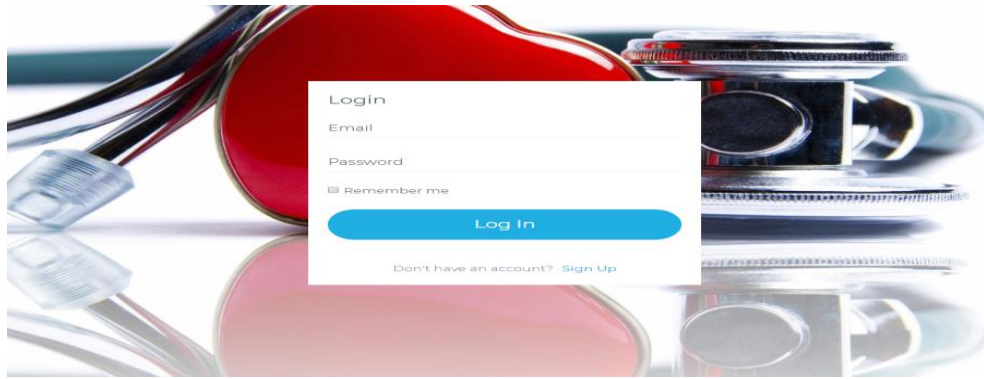 Login
Email
Password
Remember me
Log In
Don't have an account? Sign Up